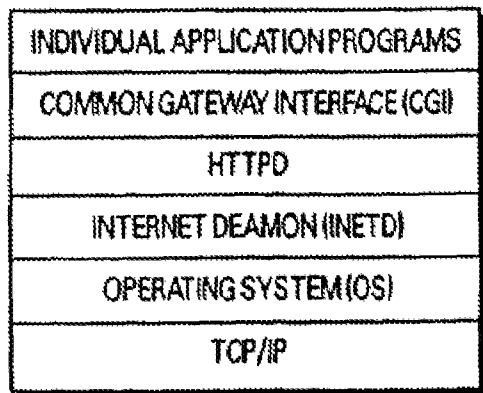 INDIVIDUAL APPLICATION PROGRAMS
COMMON GATEWAY INTERFACE (CGI)
HTTPD
INTERNET DEAMON (INETD)
OPERATING SYSTEM (OS)
TCP/IP